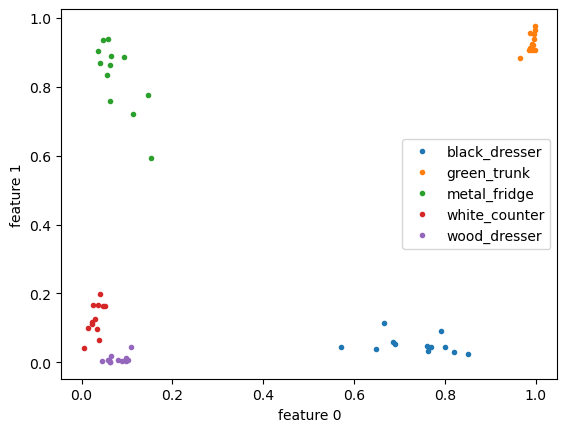 1.0
0.8
0.6
0.4
0.2
0.0
feature 1
black_dresser
green_trunk
metal_fridge
white_counter
wood_dresser
0.0 0.2 0.4 0.6 0.8 1.0
feature 0